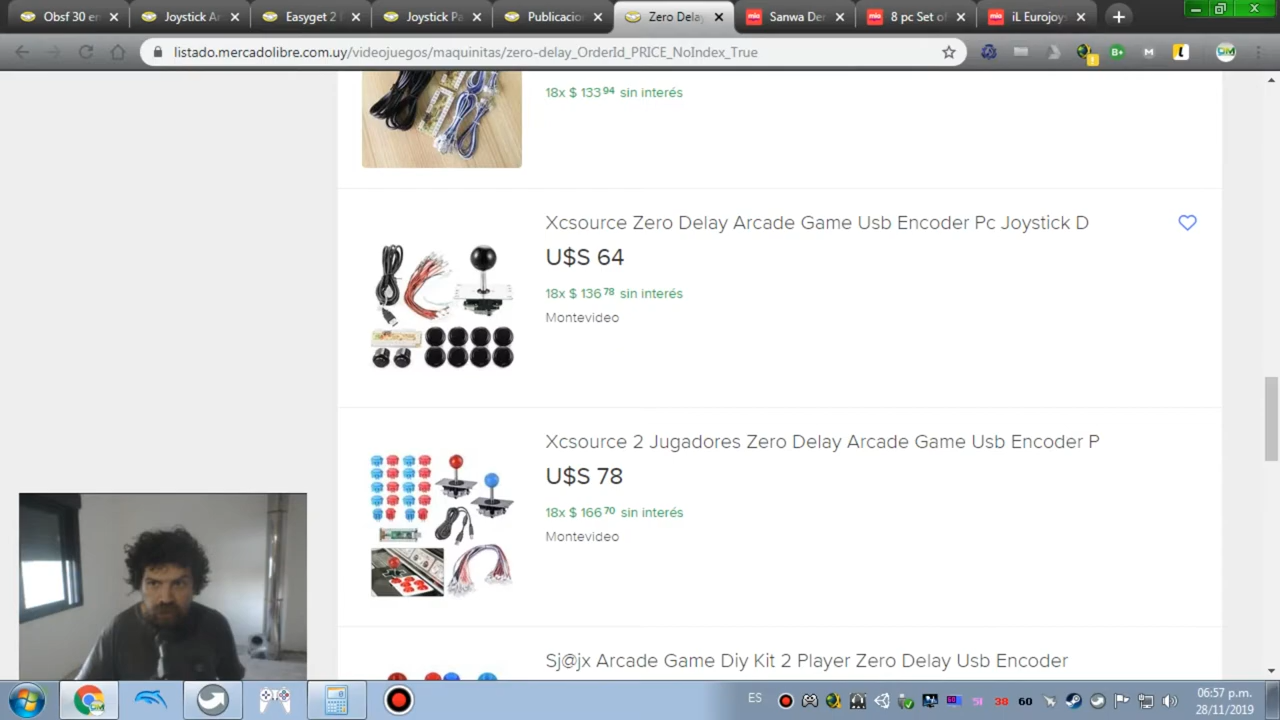 Obsf 30 en
Joystick Ar
Easyget 2 
Joystick Pa
Publicacion
Zero Delay
Sanwa Den
8 pc Set of
iL Eurojoys
listado.mercadolibre.com.uy/videojuegos/maquinitas/zero-delay_OrderId_PRICE_NoIndex_True
18x $ 133 94 sin interés
Xcsource Zero Delay Arcade Game Usb Encoder Pc Joystick D
U$S 64
18x $ 136 78 sin interés
Montevideo
Xcsource 2 Jugadores Zero Delay Arcade Game Usb Encoder P
U$S 78
18x $ 166 70 sin interés
Montevideo
Sj@jx Arcade Game Diy Kit 2 Player Zero Delay Usb Encoder
ES
38
60
06:57 p.m.
28/11/2019